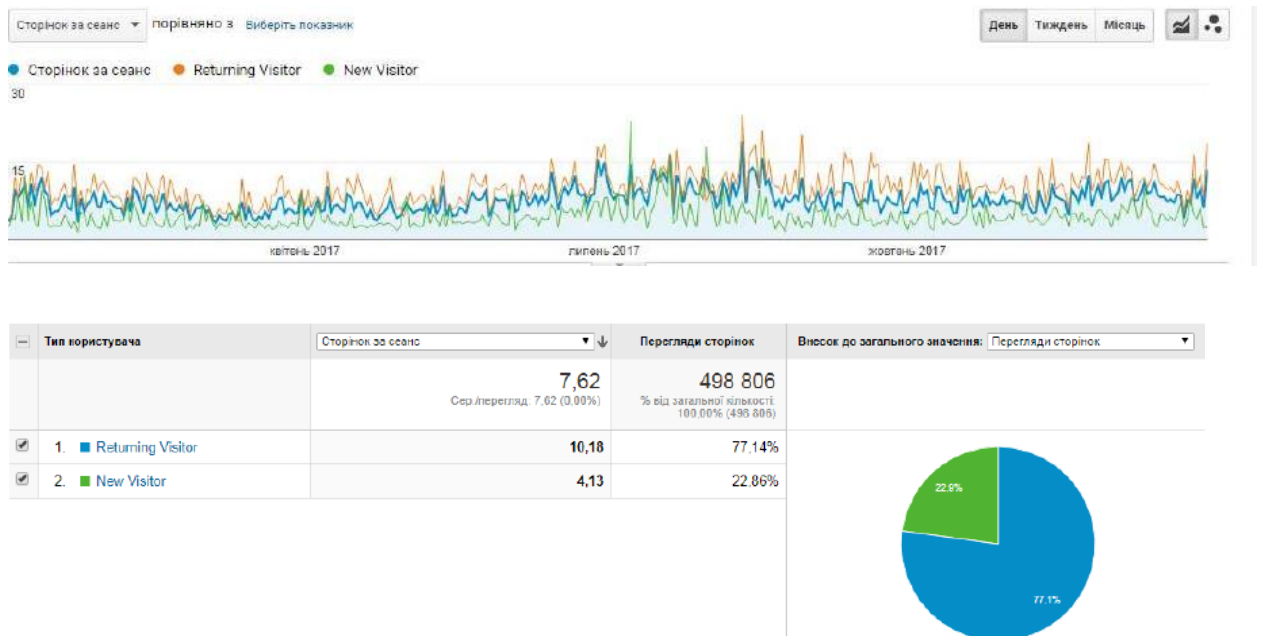 Сторінок за сеанс порівняно з Виберіть показник День Тиждень Місяць
Сторінок за сеанс Returning Visitor New Visitor
30
15
квітень 2017 липень 2017 жовтень 2017
Тип користувача Сторінок за сеанс Перегляди сторінок Внесок до загального значення: Перегляди сторінок
7,62 498 806
Сер./перегляд: 7,62 (0,00%) % від загальної кількості:
100,00% (498 806)
1. Returning Visitor 10,18 77,14%
2. New Visitor 4,13 22,86%
22.9%
77.1%